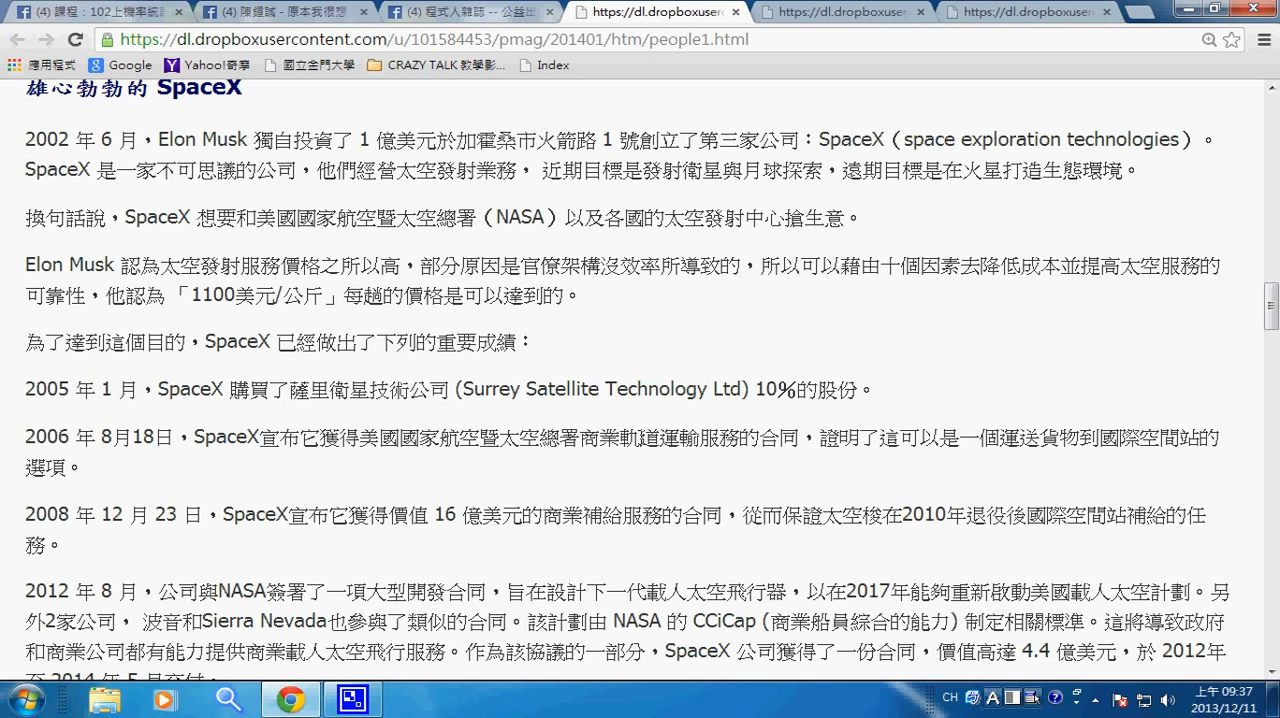 (4) 課程：102上機率統計
(4) 陳鍾誠 - 原本我很想
(4) 程式人雜誌 -- 公益出
https://dl.dropboxuser
https://dl.dropboxuser
https://dl.dropboxuser
https://dl.dropboxusercontent.com/u/101584453/pmag/201401/htm/people1.html
應用程式 Google Yahoo!奇摩 國立金門大學 CRAZY TALK 教學影... Index
雄心勃勃的 SpaceX
2002 年 6 月，Elon Musk 獨自投資了 1 億美元於加霍桑市火箭路 1 號創立了第三家公司：SpaceX（space exploration technologies）。
SpaceX 是一家不可思議的公司，他們經營太空發射業務， 近期目標是發射衛星與月球探索，遠期目標是在火星打造生態環境。
換句話說，SpaceX 想要和美國國家航空暨太空總署（NASA）以及各國的太空發射中心搶生意。
Elon Musk 認為太空發射服務價格之所以高，部分原因是官僚架構沒效率所導致的，所以可以藉由十個因素去降低成本並提高太空服務的
可靠性，他認為 「1100美元/公斤」每趟的價格是可以達到的。
為了達到這個目的，SpaceX 已經做出了下列的重要成績：
2005 年 1 月，SpaceX 購買了薩里衛星技術公司 (Surrey Satellite Technology Ltd) 10%的股份。
2006 年 8月18日，SpaceX宣布它獲得美國國家航空暨太空總署商業軌道運輸服務的合同，證明了這可以是一個運送貨物到國際空間站的
選項。
2008 年 12 月 23 日，SpaceX宣布它獲得價值 16 億美元的商業補給服務的合同，從而保證太空梭在2010年退役後國際空間站補給的任
務。
2012 年 8 月，公司與NASA簽署了一項大型開發合同，旨在設計下一代載人太空飛行器，以在2017年能夠重新啟動美國載人太空計劃。另
外2家公司， 波音和Sierra Nevada也參與了類似的合同。該計劃由 NASA 的 CCiCap (商業船員綜合的能力) 制定相關標準。這將導致政府
和商業公司都有能力提供商業載人太空飛行服務。作為該協議的一部分，SpaceX 公司獲得了一份合同，價值高達 4.4 億美元，於 2012年
至 2014 年 5 月交付。
CH
上午 09:37
2013/12/11